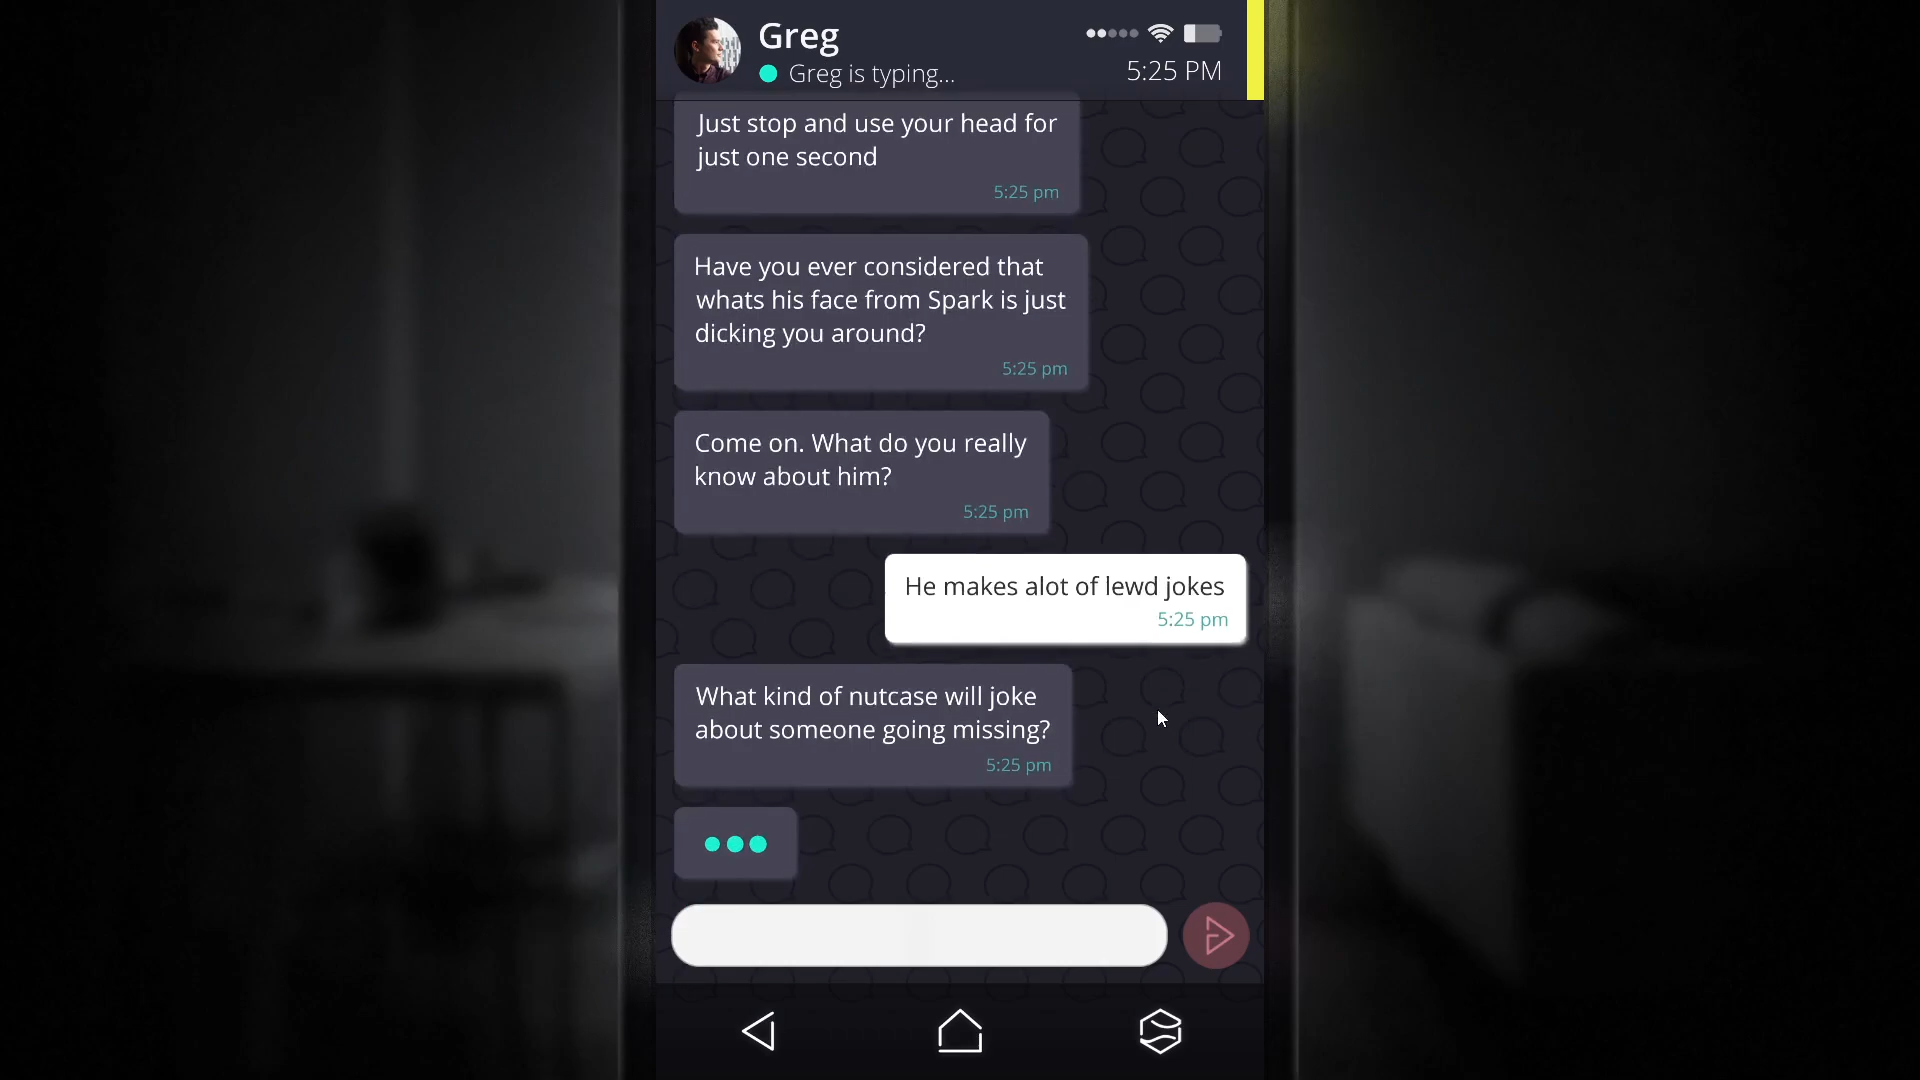 Greg
Greg is typing...
5:25 PM
Just stop and use your head for
just one second
5:25 pm
Have you ever considered that
whats his face from Spark is just
dicking you around?
5:25 pm
Come on. What do you really
know about him?
5:25 pm
He makes alot of lewd jokes
5:25 pm
What kind of nutcase will joke
about someone going missing?
5:25 pm